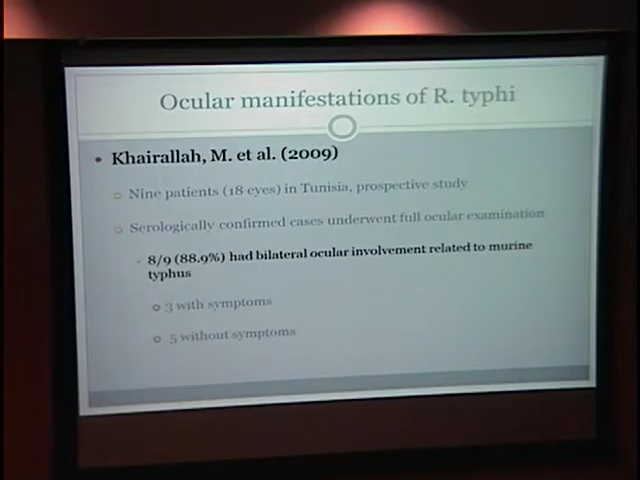 Ocular manifestations of R. typhi
• Khairallah, M. et al. (2009)
Nine patients (18 eyes) in Tunisia, prospective study
Serologically confirmed cases underwent full ocular examination
8/9 (88.9%) had bilateral ocular involvement related to murine
typhus
3 with symptoms
5 without symptoms